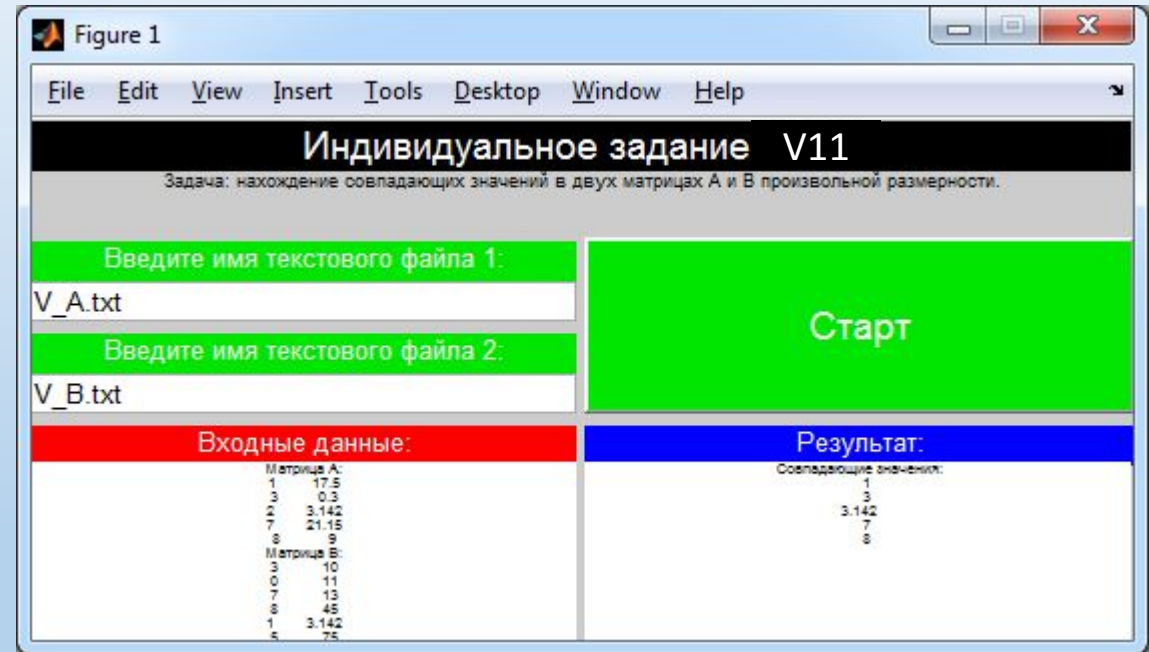 Figure 1
File Edit View Insert Tools Desktop Window Help
Индивидуальное задание V11
Задача: нахождение совпадающих значений в двух матрицах А и В произвольной размерности.
Введите имя текстового файла 1:
V_A.txt
Старт
Введите имя текстового файла 2:
V_B.txt
Входные данные:
Матрица А:
1 17.5
3 0.3
2 3.142
7 21.15
8 9
Матрица В:
3 10
0 11
7 13
8 45
1 3.142
5 75
Результат:
Совпадающие значения:
1
3
3.142
7
8